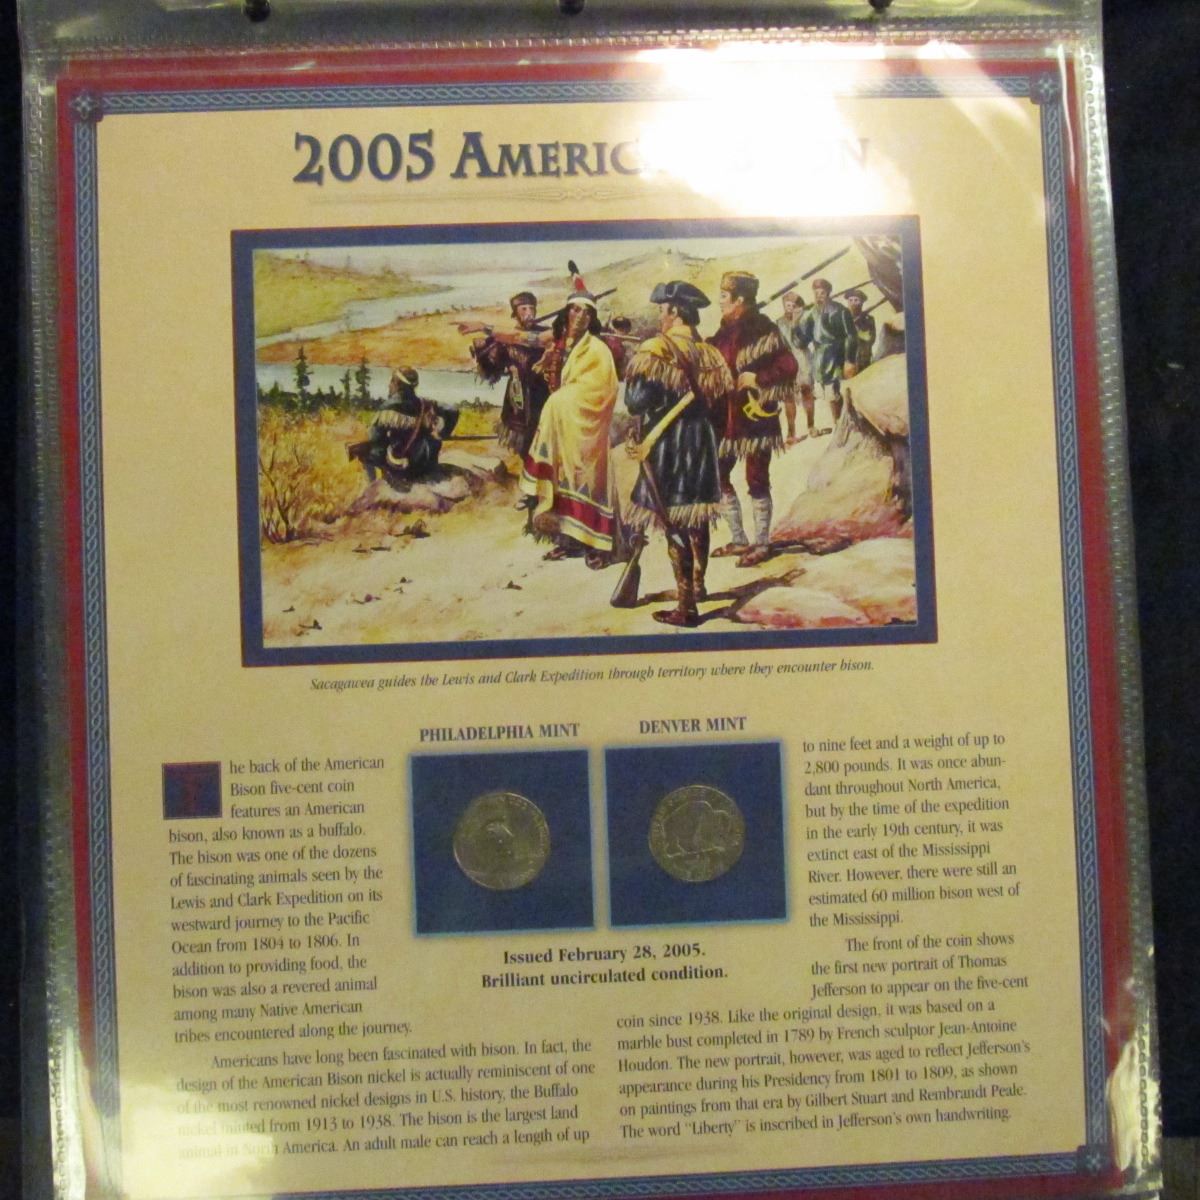 2005 AMERIC
Sacagawea guides the Lewis and Clark Expedition through territory where they encounter bison.
PHILADELPHIA MINT
DENVER MINT
The back of the American
Bison five-cent coin
features an American
bison, also known as a buffalo.
The bison was one of the dozens
of fascinating animals seen by the
Lewis and Clark Expedition on its
westward journey to the Pacific
Ocean from 1804 to 1806. In
addition to providing food, the
bison was also a revered animal
among many Native American
tribes encountered along the journey.
Americans have long been fascinated with bison. In fact, the
design of the American Bison nickel is actually reminiscent of one
of the most renowned nickel designs in U.S. history, the Buffalo
nickel minted from 1913 to 1938. The bison is the largest land
animal in North America. An adult male can reach a length of up
Issued February 28, 2005.
Brilliant uncirculated condition.
to nine feet and a weight of up to
2,800 pounds. It was once abun-
dant throughout North America,
but by the time of the expedition
in the early 19th century, it was
extinct east of the Mississippi
River. However, there were still an
estimated 60 million bison west of
the Mississippi.
The front of the coin shows
the first new portrait of Thomas
Jefferson to appear on the five-cent
coin since 1938. Like the original design, it was based on a
marble bust completed in 1789 by French sculptor Jean-Antoine
Houdon. The new portrait, however, was aged to reflect Jefferson's
appearance during his Presidency from 1801 to 1809, as shown
on paintings from that era by Gilbert Stuart and Rembrandt Peale.
The word "Liberty" is inscribed in Jefferson's own handwriting.